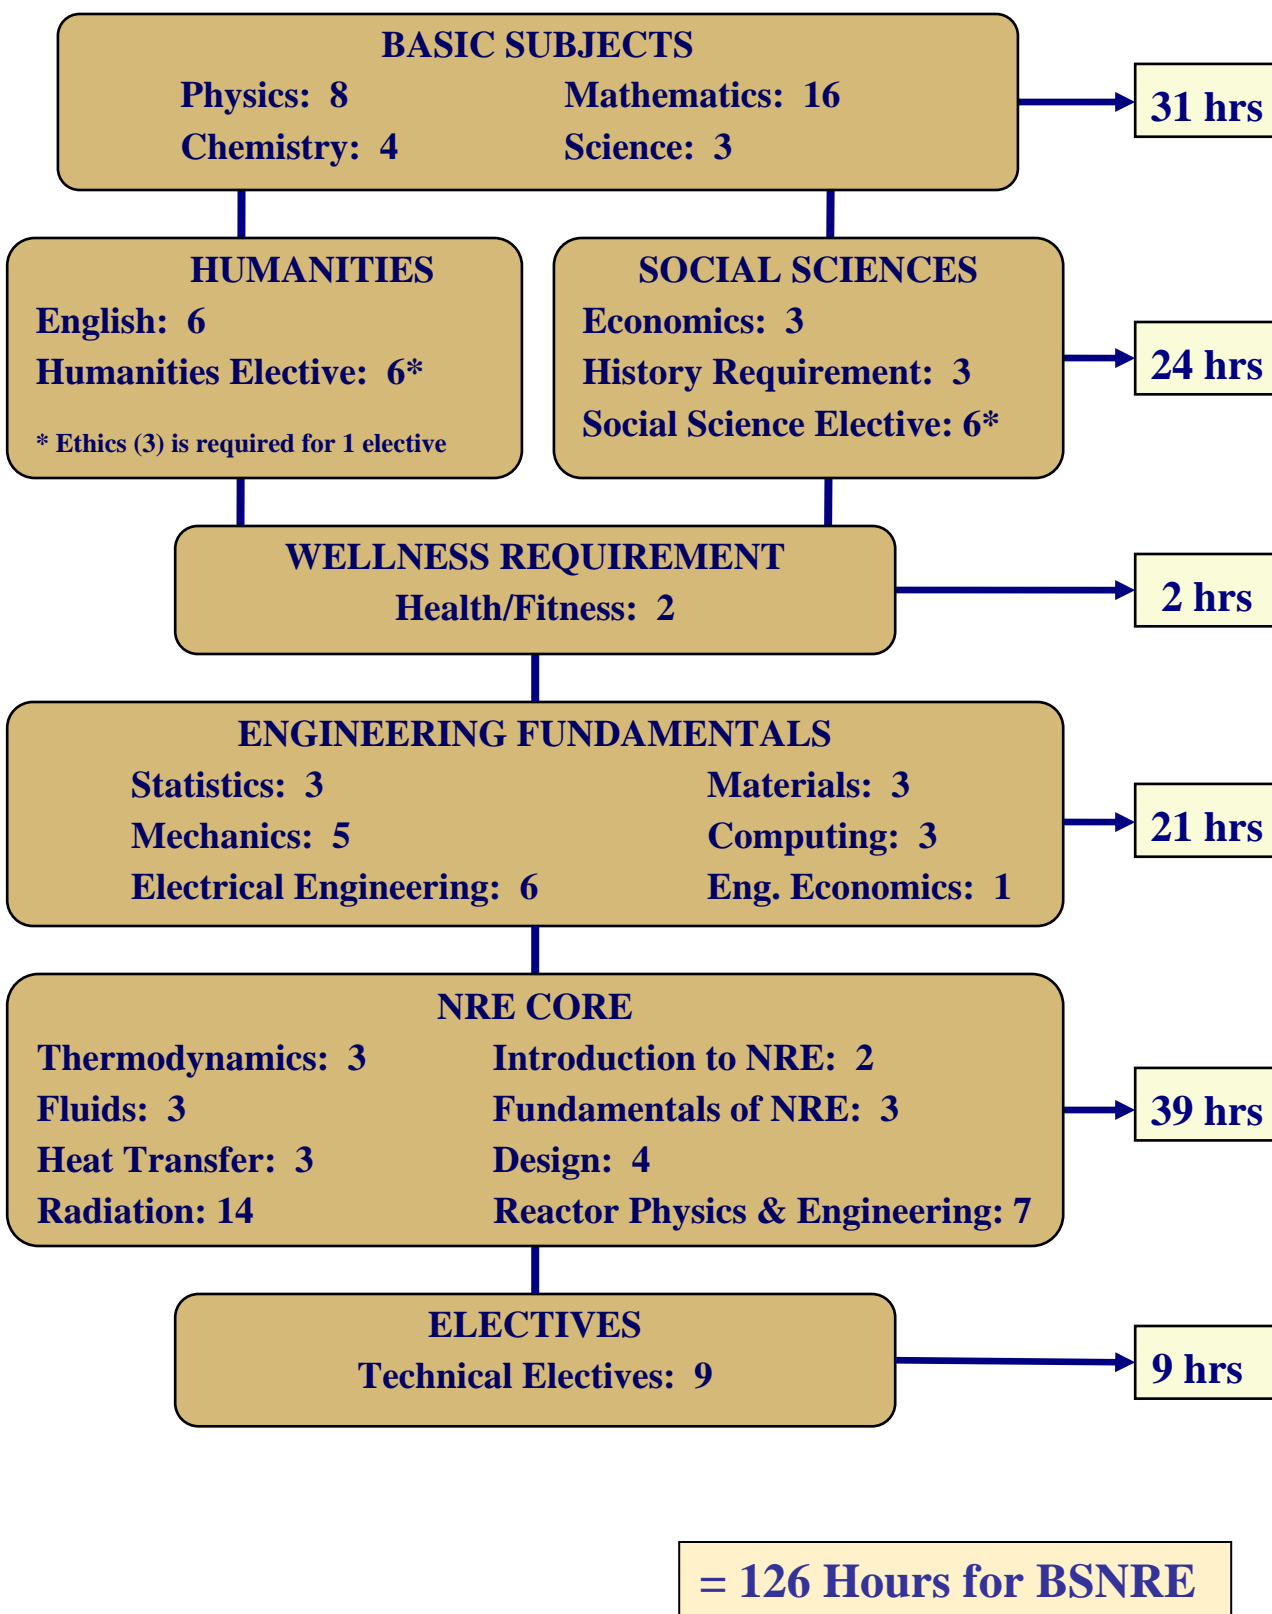 BASIC SUBJECTS
Physics: 8 Mathematics: 16
Chemistry: 4 Science: 3
31 hrs
HUMANITIES
English: 6
Humanities Elective: 6*
* Ethics (3) is required for 1 elective
SOCIAL SCIENCES
Economics: 3
History Requirement: 3
Social Science Elective: 6*
24 hrs
WELLNESS REQUIREMENT
Health/Fitness: 2
2 hrs
ENGINEERING FUNDAMENTALS
Statistics: 3 Materials: 3
Mechanics: 5 Computing: 3
Electrical Engineering: 6 Eng. Economics: 1
21 hrs
NRE CORE
Thermodynamics: 3 Introduction to NRE: 2
Fluids: 3 Fundamentals of NRE: 3
Heat Transfer: 3 Design: 4
Radiation: 14 Reactor Physics & Engineering: 7
39 hrs
ELECTIVES
Technical Electives: 9
9 hrs
= 126 Hours for BSNRE